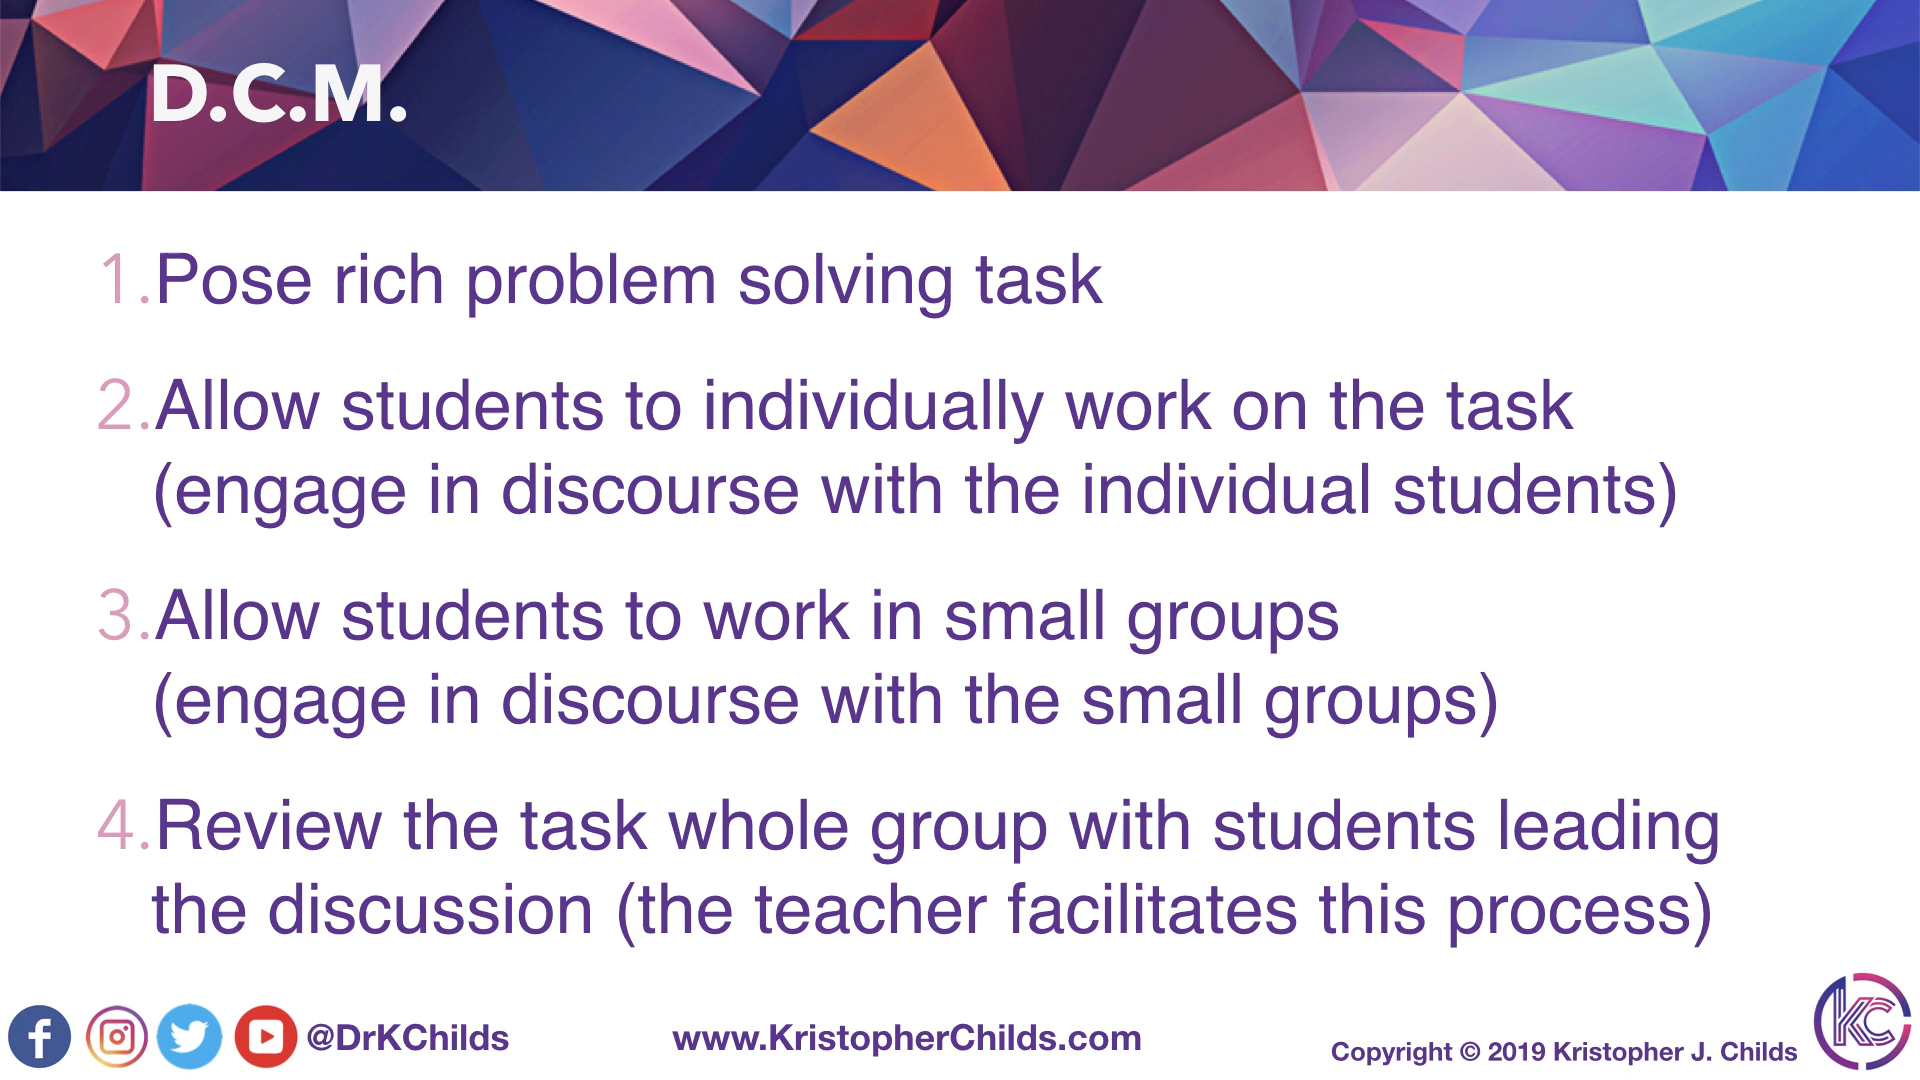 D.C.M.
1.Pose rich problem solving task
2.Allow students to individually work on the task
(engage in discourse with the individual students)
3.Allow students to work in small groups
(engage in discourse with the small groups)
4.Review the task whole group with students leading
the discussion (the teacher facilitates this process)
@DrKChilds
www.KristopherChilds.com
Copyright © 2019 Kristopher J. Childs
KC